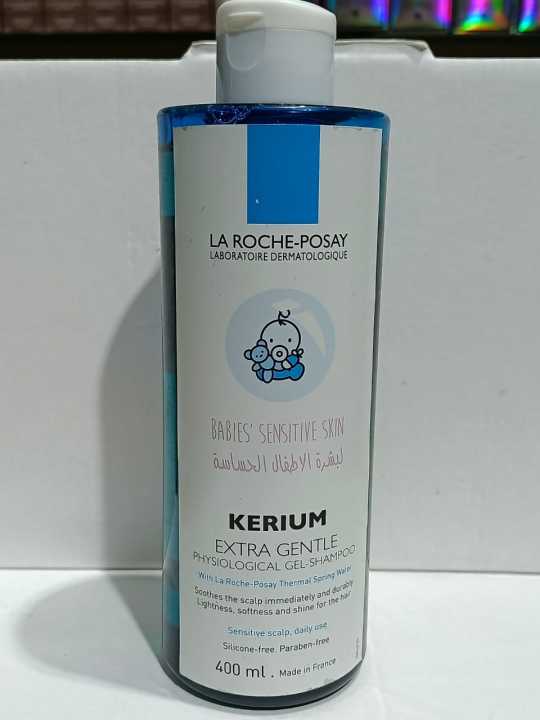 LA ROCHE-POSAY
LABORATOIRE DERMATOLOGIQUE
BABIES' SENSITIVE SKIN
لبشرة الاطفال الحساسة
KERIUM
EXTRA GENTLE
PHYSIOLOGICAL GEL-SHAMPOO
With La Roche-Posay Thermal Spring Water
Soothes the scalp immediately and durably
Lightness, softness and shine for the hair
Sensitive scalp, daily use
Silicone-free. Paraben-free
400 ml . Made in France